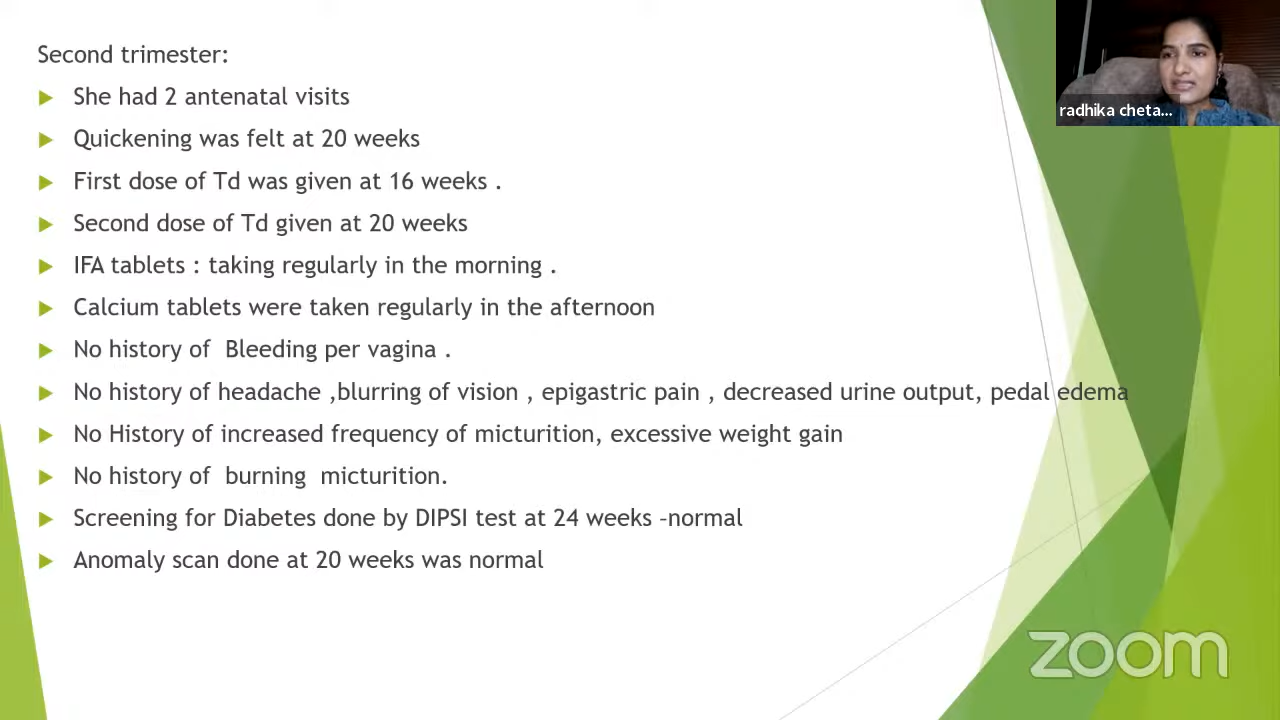 Second trimester:
She had 2 antenatal visits
Quickening was felt at 20 weeks
First dose of Td was given at 16 weeks .
Second dose of Td given at 20 weeks
IFA tablets : taking regularly in the morning .
Calcium tablets were taken regularly in the afternoon
No history of  Bleeding per vagina .
No history of headache ,blurring of vision , epigastric pain , decreased urine output, pedal edema
No History of increased frequency of micturition, excessive weight gain
No history of  burning  micturition.
Screening for Diabetes done by DIPSI test at 24 weeks –normal
Anomaly scan done at 20 weeks was normal
radhika cheta...
zoom